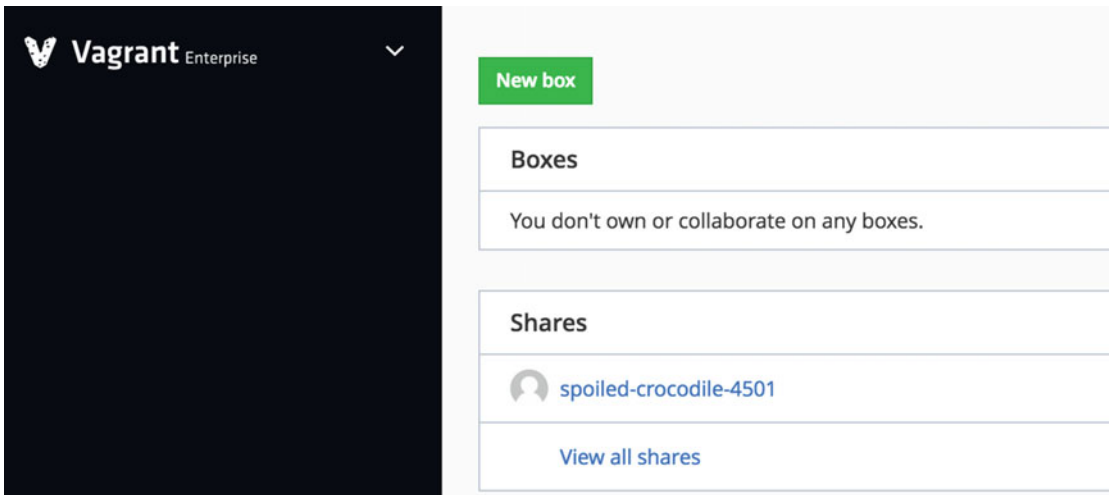 Vagrant Enterprise
New box
Boxes
You don't own or collaborate on any boxes.
Shares
spoiled-crocodile-4501
View all shares